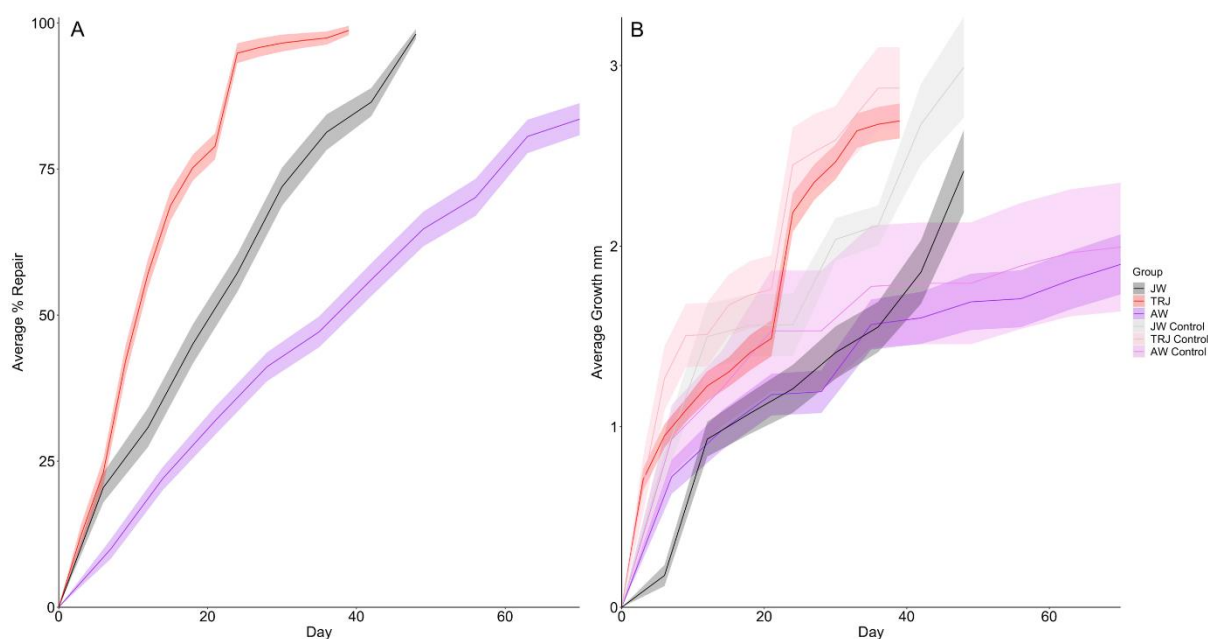 A
B
100
75
50
25
0
Average % Repair
0
20
40
60
Day
3
2
1
0
Average Growth mm
0
20
40
60
Day
Group
JW
TRJ
AW
JW Control
TRJ Control
AW Control